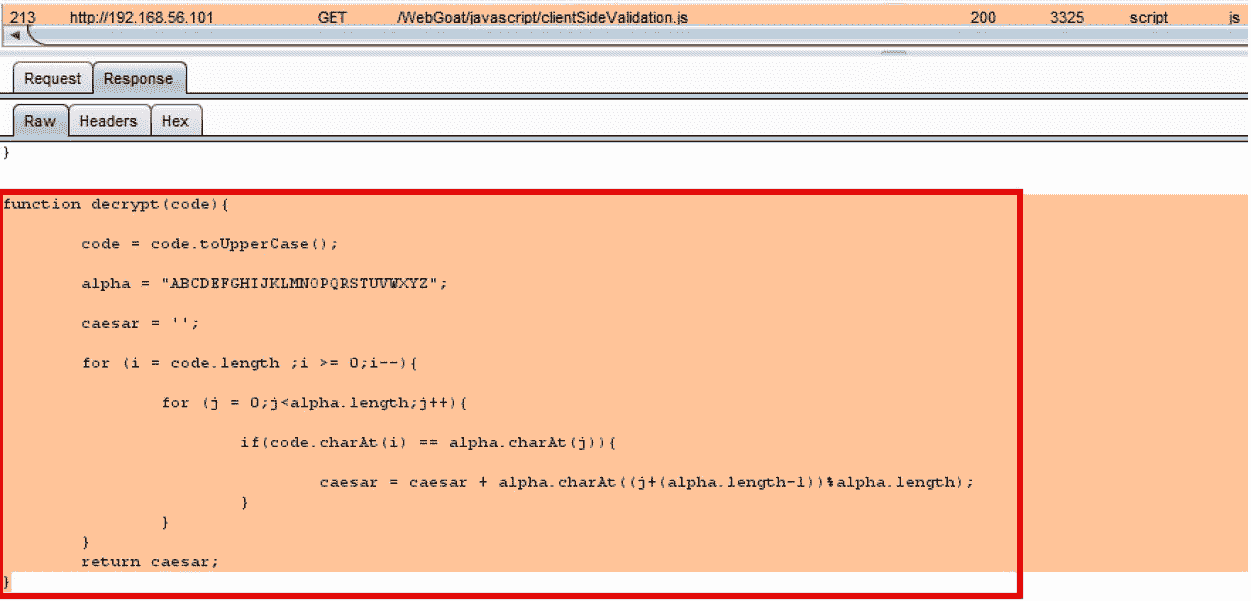 213 http://192.168.56.101 GET /WebGoat/javascript/clientSideValidation.js 200 3325 script js
Request Response
Raw Headers Hex
}
function decrypt(code){
code = code.toUpperCase();
alpha = "ABCDEFGHIJKLMNOPQRSTUVWXYZ";
caesar = '';
for (i = code.length ;i >= 0;i--){
for (j = 0;j<alpha.length;j++){
if(code.charAt(i) == alpha.charAt(j)){
caesar = caesar + alpha.charAt((j+(alpha.length-1))%alpha.length);
}
}
}
return caesar;
}